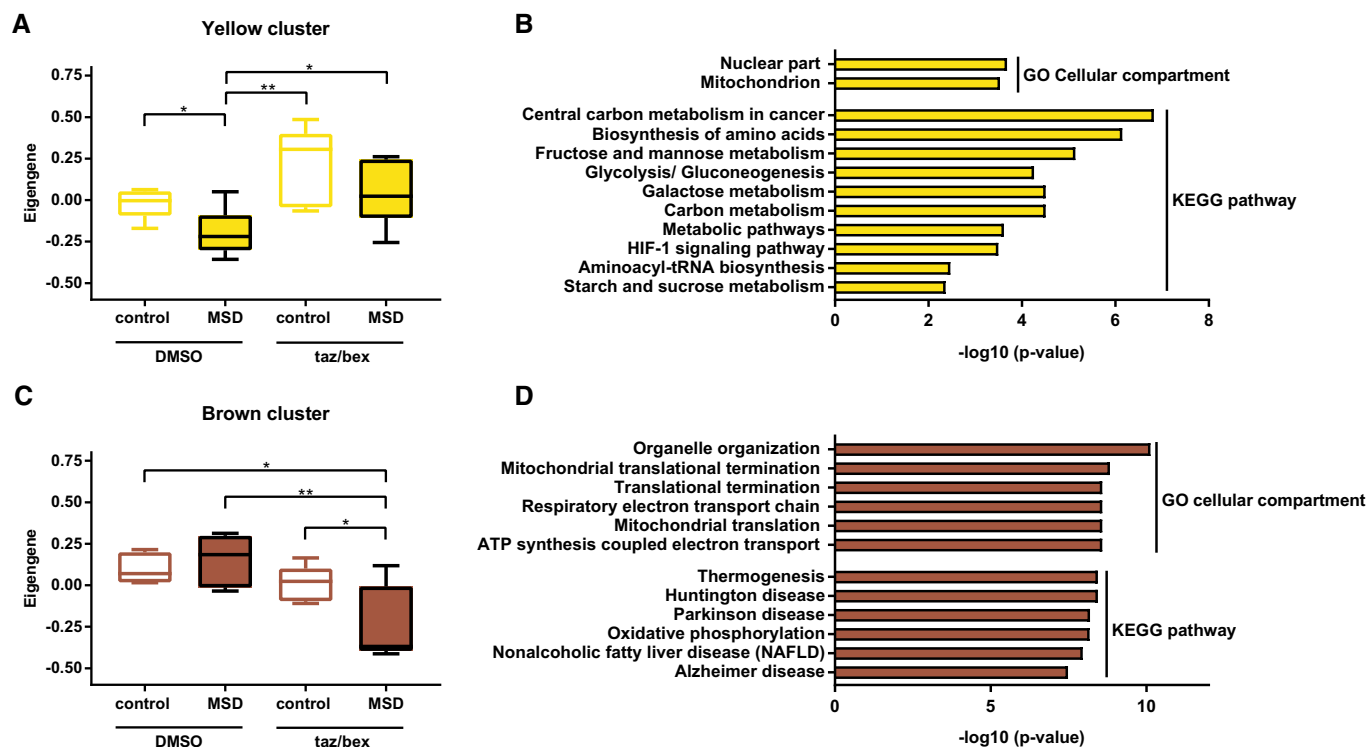 A
Yellow cluster
Eigengene
0.75
0.50
0.25
0.00
-0.25
-0.50
*
**
*
control MSD control MSD
DMSO taz/bex
B
Nuclear part
Mitochondrion
GO Cellular compartment
Central carbon metabolism in cancer
Biosynthesis of amino acids
Fructose and mannose metabolism
Glycolysis/ Gluconeogenesis
Galactose metabolism
Carbon metabolism
Metabolic pathways
HIF-1 signaling pathway
Aminoacyl-tRNA biosynthesis
Starch and sucrose metabolism
KEGG pathway
0 2 4 6 8
-log10 (p-value)
C
Brown cluster
Eigengene
0.75
0.50
0.25
0.00
-0.25
-0.50
*
**
*
control MSD control MSD
DMSO taz/bex
D
Organelle organization
Mitochondrial translational termination
Translational termination
Respiratory electron transport chain
Mitochondrial translation
ATP synthesis coupled electron transport
GO cellular compartment
Thermogenesis
Huntington disease
Parkinson disease
Oxidative phosphorylation
Nonalcoholic fatty liver disease (NAFLD)
Alzheimer disease
KEGG pathway
0 5 10
-log10 (p-value)